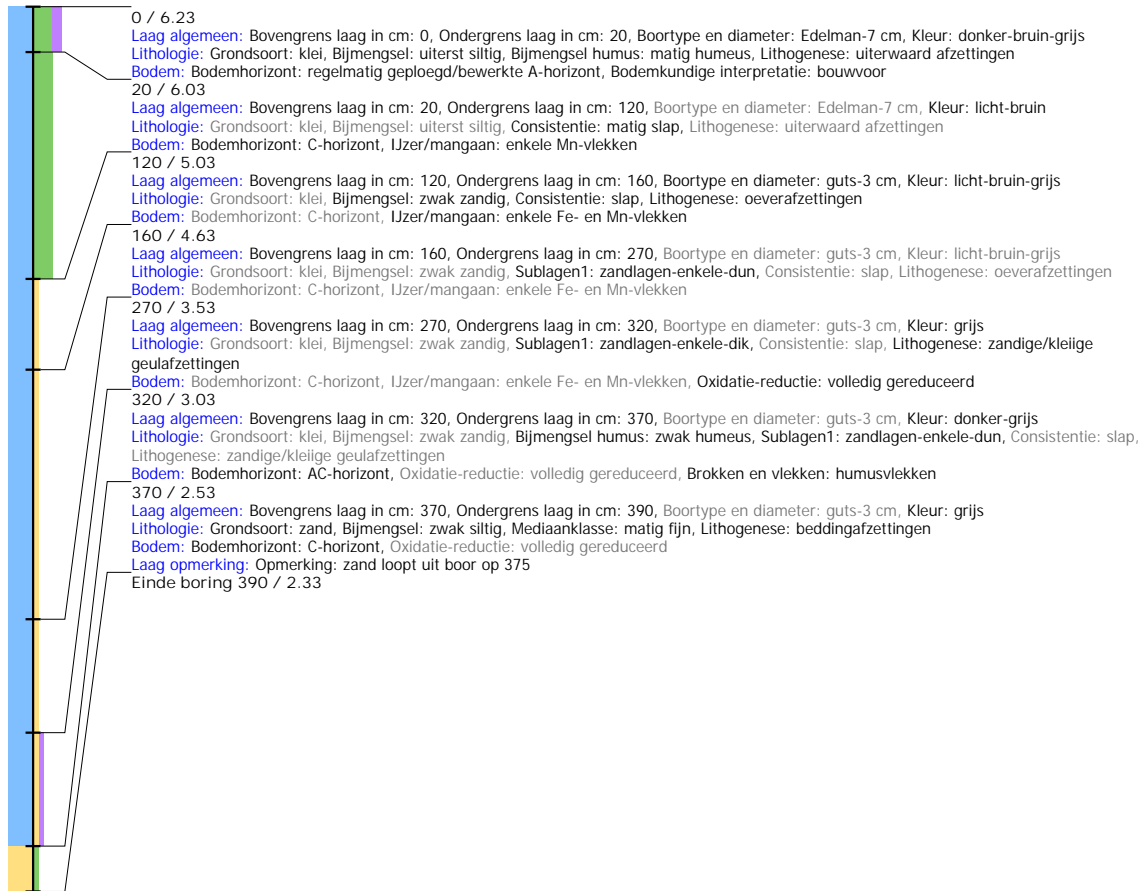 0 / 6.23
Laag algemeen: Bovengrens laag in cm: 0, Ondergrens laag in cm: 20, Boortype en diameter: Edelman-7 cm, Kleur: donker-bruin-grijs
Lithologie: Grondsoort: klei, Bijmengsel: uiterst siltig, Bijmengsel humus: matig humeus, Lithogenese: uiterwaard afzettingen
Bodem: Bodemhorizont: regelmatig geploegd/bewerkte A-horizont, Bodemkundige interpretatie: bouwvoor
20 / 6.03
Laag algemeen: Bovengrens laag in cm: 20, Ondergrens laag in cm: 120, Boortype en diameter: Edelman-7 cm, Kleur: licht-bruin
Lithologie: Grondsoort: klei, Bijmengsel: uiterst siltig, Consistentie: matig slap, Lithogenese: uiterwaard afzettingen
Bodem: Bodemhorizont: C-horizont, IJzer/mangaan: enkele Mn-vlekken
120 / 5.03
Laag algemeen: Bovengrens laag in cm: 120, Ondergrens laag in cm: 160, Boortype en diameter: guts-3 cm, Kleur: licht-bruin-grijs
Lithologie: Grondsoort: klei, Bijmengsel: zwak zandig, Consistentie: slap, Lithogenese: oeverafzettingen
Bodem: Bodemhorizont: C-horizont, IJzer/mangaan: enkele Fe- en Mn-vlekken
160 / 4.63
Laag algemeen: Bovengrens laag in cm: 160, Ondergrens laag in cm: 270, Boortype en diameter: guts-3 cm, Kleur: licht-bruin-grijs
Lithologie: Grondsoort: klei, Bijmengsel: zwak zandig, Sublagen1: zandlagen-enkele-dun, Consistentie: slap, Lithogenese: oeverafzettingen
Bodem: Bodemhorizont: C-horizont, IJzer/mangaan: enkele Fe- en Mn-vlekken
270 / 3.53
Laag algemeen: Bovengrens laag in cm: 270, Ondergrens laag in cm: 320, Boortype en diameter: guts-3 cm, Kleur: grijs
Lithologie: Grondsoort: klei, Bijmengsel: zwak zandig, Sublagen1: zandlagen-enkele-dik, Consistentie: slap, Lithogenese: zandige/kleiige
geulafzettingen
Bodem: Bodemhorizont: C-horizont, IJzer/mangaan: enkele Fe- en Mn-vlekken, Oxidatie-reductie: volledig gereduceerd
320 / 3.03
Laag algemeen: Bovengrens laag in cm: 320, Ondergrens laag in cm: 370, Boortype en diameter: guts-3 cm, Kleur: donker-grijs
Lithologie: Grondsoort: klei, Bijmengsel: zwak zandig, Bijmengsel humus: zwak humeus, Sublagen1: zandlagen-enkele-dun, Consistentie: slap,
Lithogenese: zandige/kleiige geulafzettingen
Bodem: Bodemhorizont: AC-horizont, Oxidatie-reductie: volledig gereduceerd, Brokken en vlekken: humusvlekken
370 / 2.53
Laag algemeen: Bovengrens laag in cm: 370, Ondergrens laag in cm: 390, Boortype en diameter: guts-3 cm, Kleur: grijs
Lithologie: Grondsoort: zand, Bijmengsel: zwak siltig, Mediaanklasse: matig fijn, Lithogenese: beddingafzettingen
Bodem: Bodemhorizont: C-horizont, Oxidatie-reductie: volledig gereduceerd
Laag opmerking: Opmerking: zand loopt uit boor op 375
Einde boring 390 / 2.33